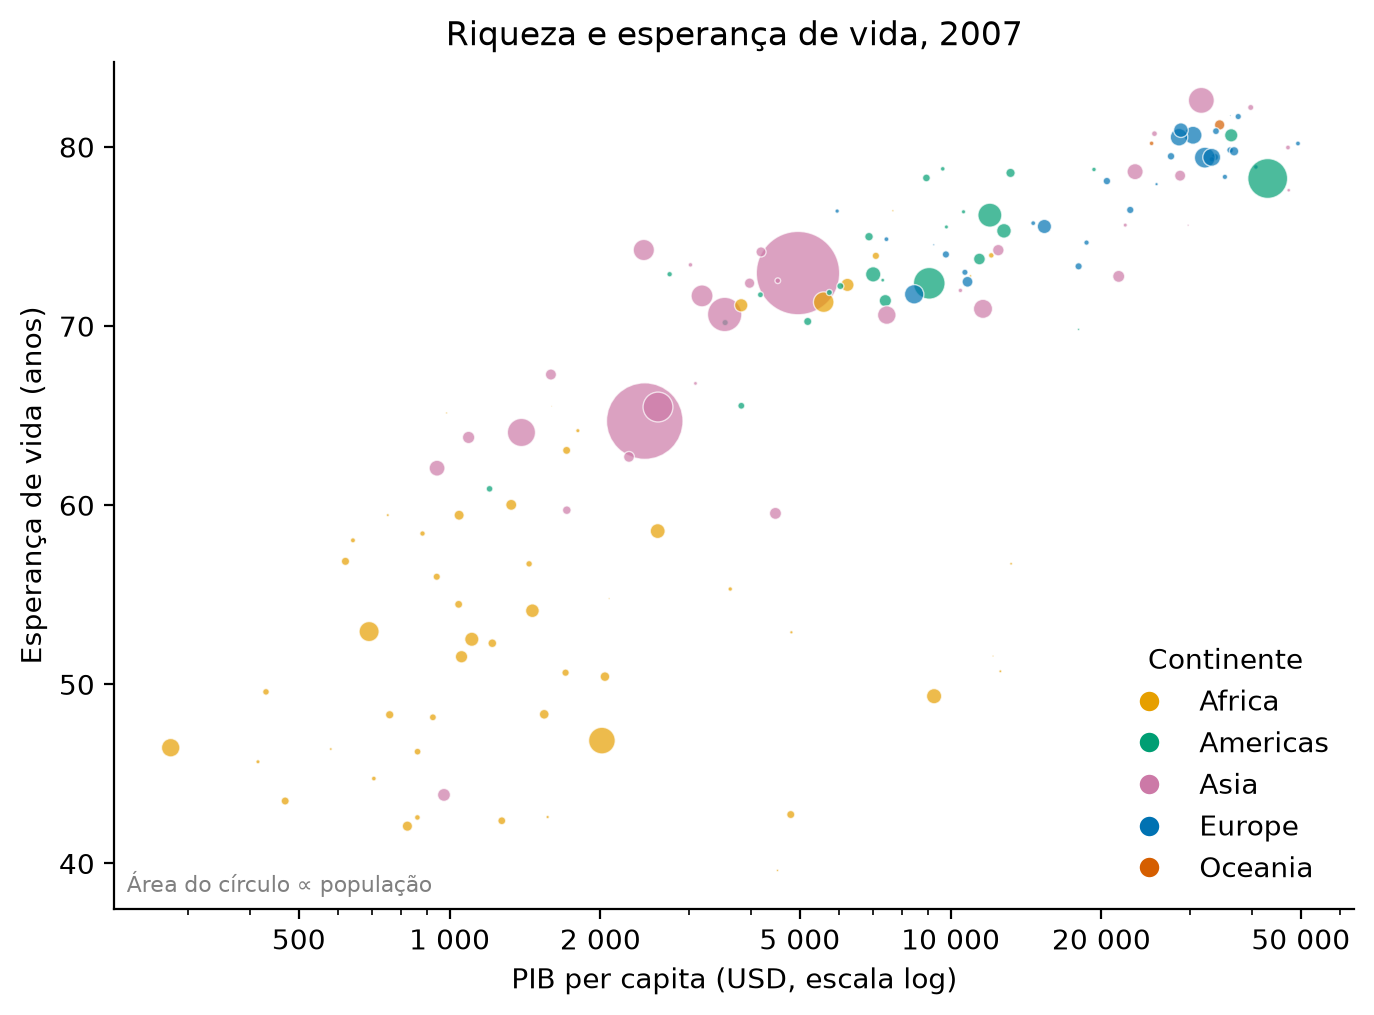 Riqueza e esperança de vida, 2007
Esperança de vida (anos)
80
70
60
50
40
Continente
Africa
Americas
Asia
Europe
Oceania
Área do círculo ∝ população
500
1 000
2 000
5 000
10 000
20 000
50 000
PIB per capita (USD, escala log)